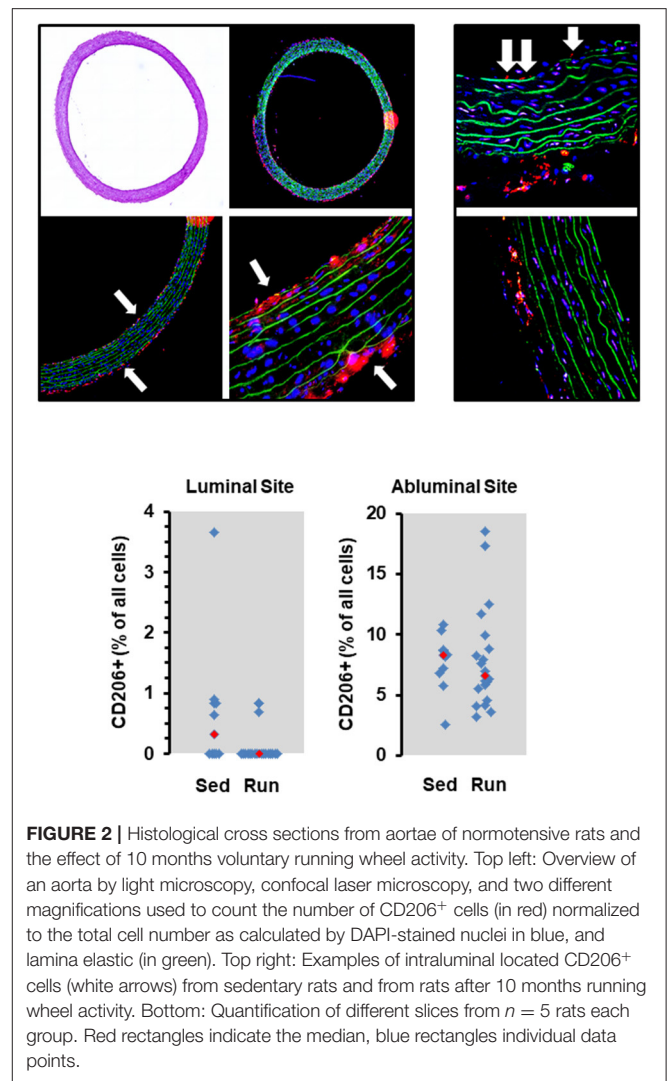 Luminal Site
Abluminal Site
CD206+ (% of all cells)
4
3
2
1
0
Sed Run
CD206+ (% of all cells)
20
15
10
5
0
Sed Run
FIGURE 2 | Histological cross sections from aortae of normotensive rats and
the effect of 10 months voluntary running wheel activity. Top left: Overview of
an aorta by light microscopy, confocal laser microscopy, and two different
magnifications used to count the number of CD206+ cells (in red) normalized
to the total cell number as calculated by DAPI-stained nuclei in blue, and
lamina elastic (in green). Top right: Examples of intraluminal located CD206+
cells (white arrows) from sedentary rats and from rats after 10 months running
wheel activity. Bottom: Quantification of different slices from n = 5 rats each
group. Red rectangles indicate the median, blue rectangles individual data
points.